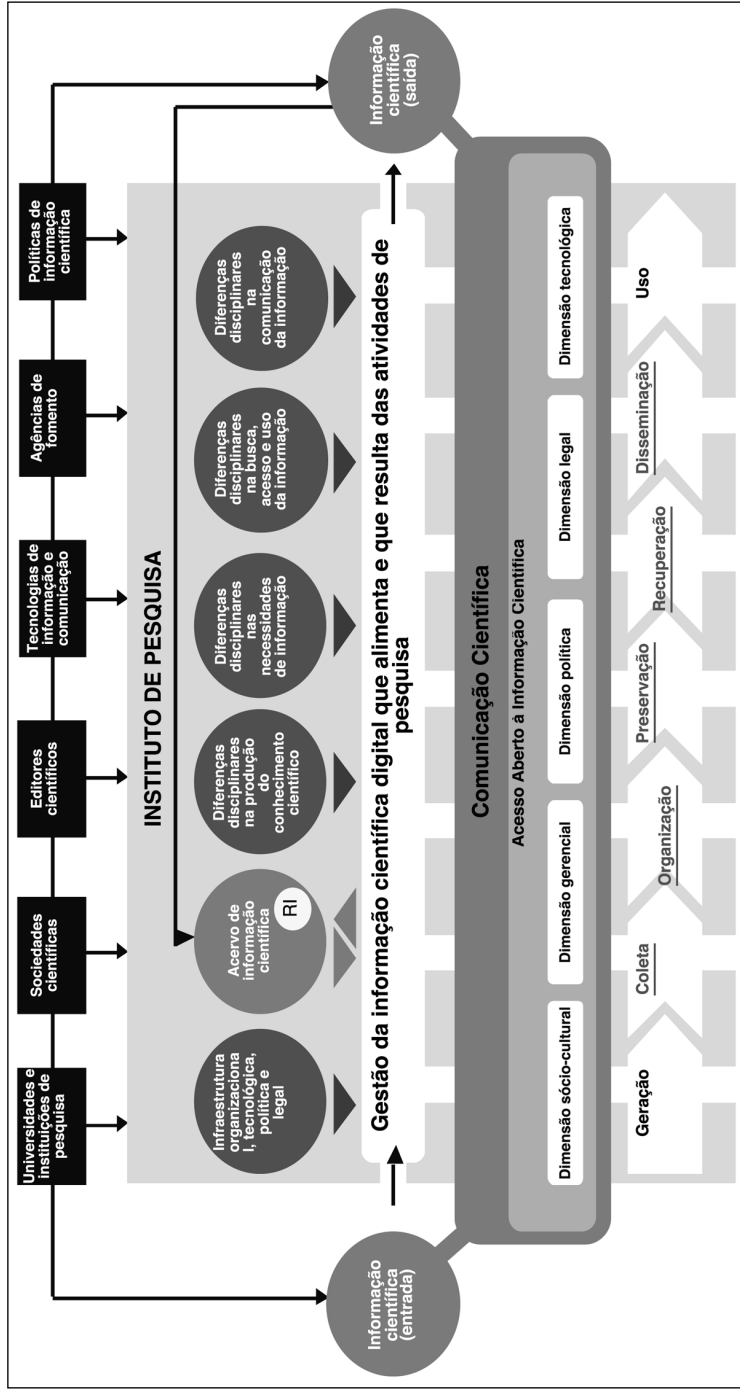 Universidades e
instituições de
pesquisa
Sociedades
científicas
Editores
científicos
Tecnologias de
informação e
comunicação
Agências de
fomento
Políticas de
informação
científica
INSTITUTO DE PESQUISA
Infraestrutura
organizaciona
l, tecnológica,
política e
legal
Acervo de
informação
científica
RI
Diferenças
disciplinares
na produção
do
conhecimento
científico
Diferenças
disciplinares
nas
necessidades
de informação
Diferenças
disciplinares
na busca,
acesso e uso
da informação
Diferenças
disciplinares
na
comunicação
da informação
Informação
científica
(entrada)
Gestão da informação científica digital que alimenta e que resulta das atividades de
pesquisa
Informação
científica
(saída)
Comunicação Científica
Acesso Aberto à Informação Científica
Dimensão sócio-cultural
Dimensão gerencial
Dimensão política
Dimensão legal
Dimensão tecnológica
Geração
Coleta
Organização
Preservação
Recuperação
Disseminação
Uso